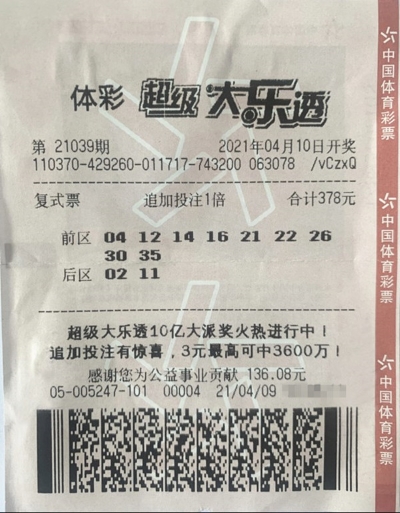 体彩 超级大乐透
第 21039期 2021年04月10日开奖
110370-429260-011717-743200 063078 /vCzxQ
复式票 追加投注1倍 合计378元
前区 04 12 14 16 21 22 26
30 35
后区 02 11
超级大乐透10亿大派奖火热进行中！
追加投注有惊喜，3元最高可中3600万！
感谢您为公益事业贡献 136.08元
05-005247-101 00004 21/04/09
中国体育彩票
中国体育彩票
中国体育彩票